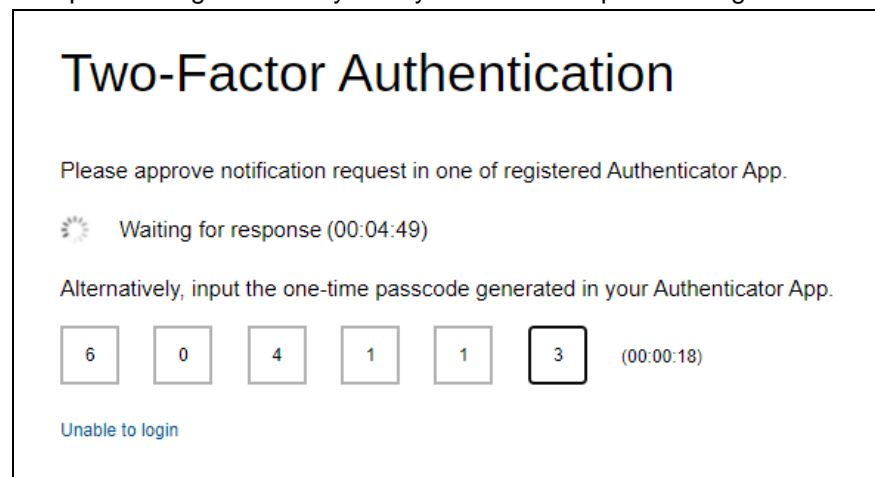 Two-Factor Authentication
Please approve notification request in one of registered Authenticator App.
Waiting for response (00:04:49)
Alternatively, input the one-time passcode generated in your Authenticator App.
6 0 4 1 1 3 (00:00:18)
Unable to login